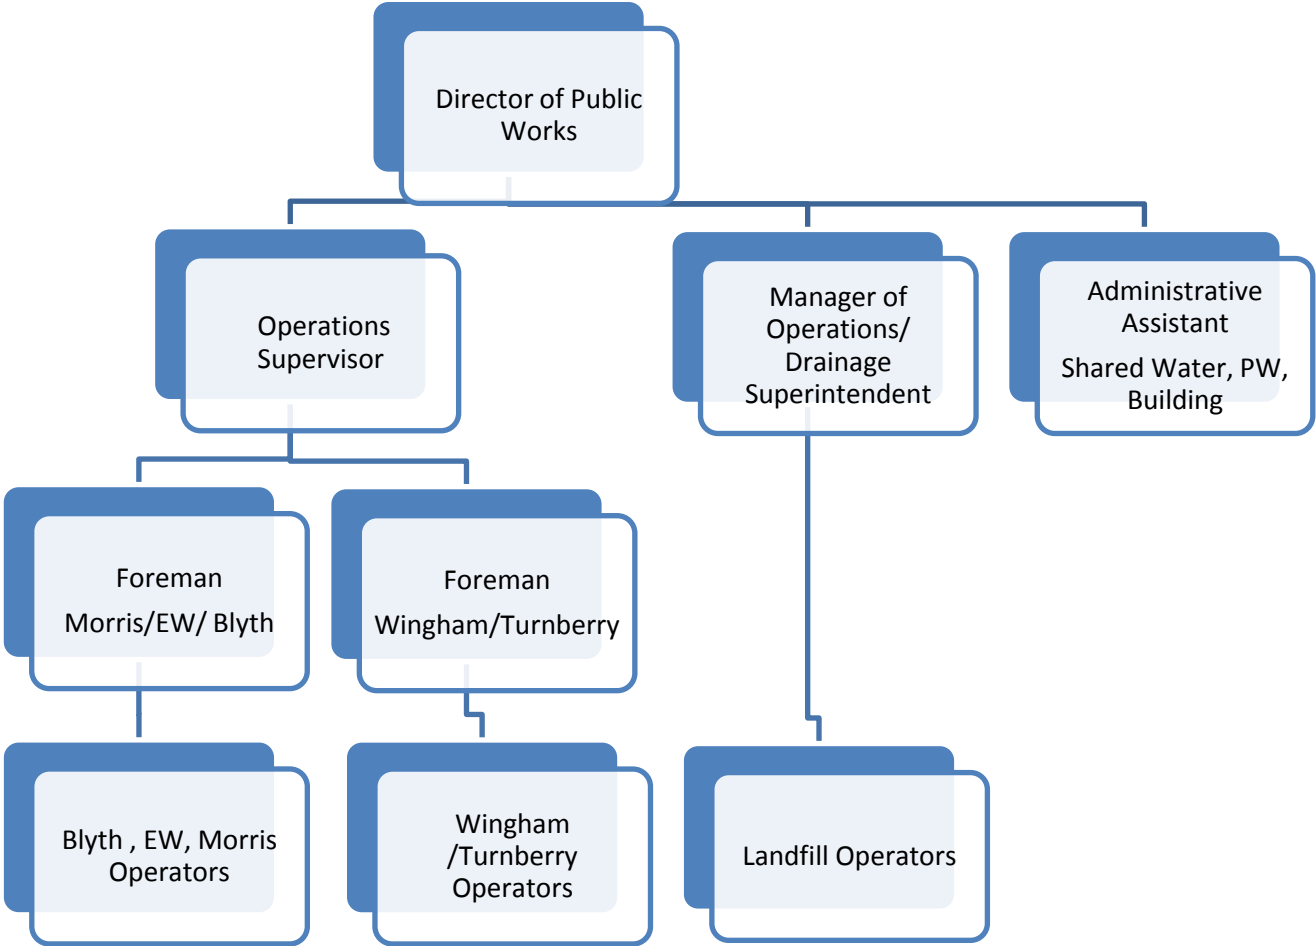 Director of Public
Works
Operations
Supervisor
Manager of
Operations/
Drainage
Superintendent
Administrative
Assistant
Shared Water, PW,
Building
Foreman
Morris/EW/ Blyth
Foreman
Wingham/Turnberry
Blyth , EW, Morris
Operators
Wingham
/Turnberry
Operators
Landfill Operators